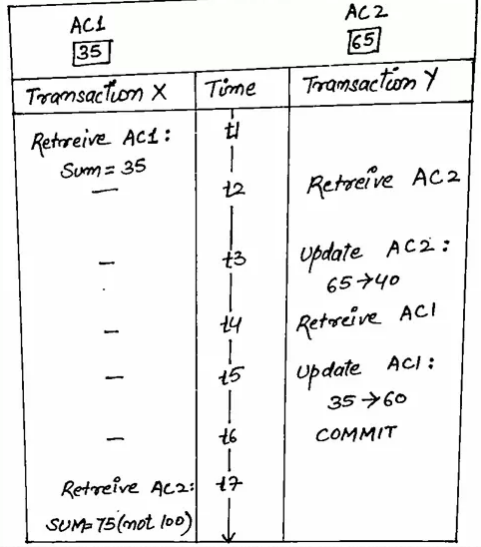 AC1 AC2
35 65
Transaction X Time Transaction Y
Retreive AC1: t1
Sum = 35
— t2 Retreive AC2
— t3 Update AC2:
65→40
— t4 Retreive AC1
— t5 Update AC1:
35→60
— t6 COMMIT
Retreive AC2: t7
SUM=75(not 100)